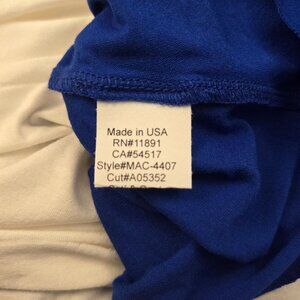 Made in USA
RN#11891
CA#54517
Style#MAC-4407
Cut#A05352